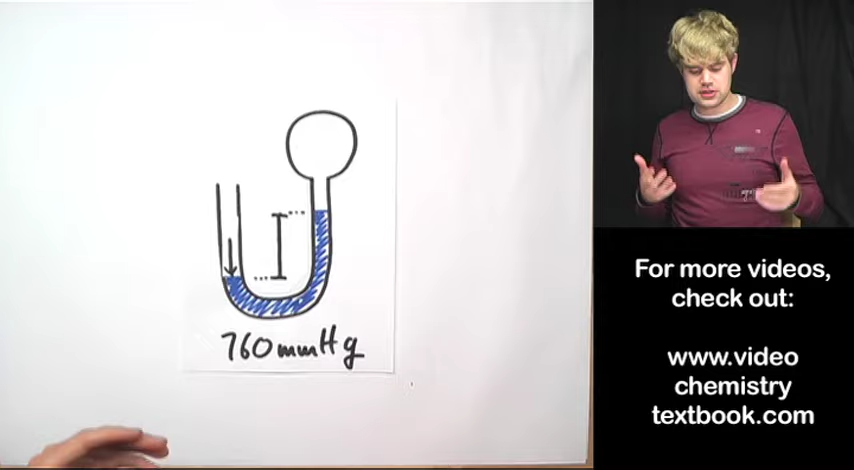 760 mmHg
For more videos,
check out:
www.video
chemistry
textbook.com